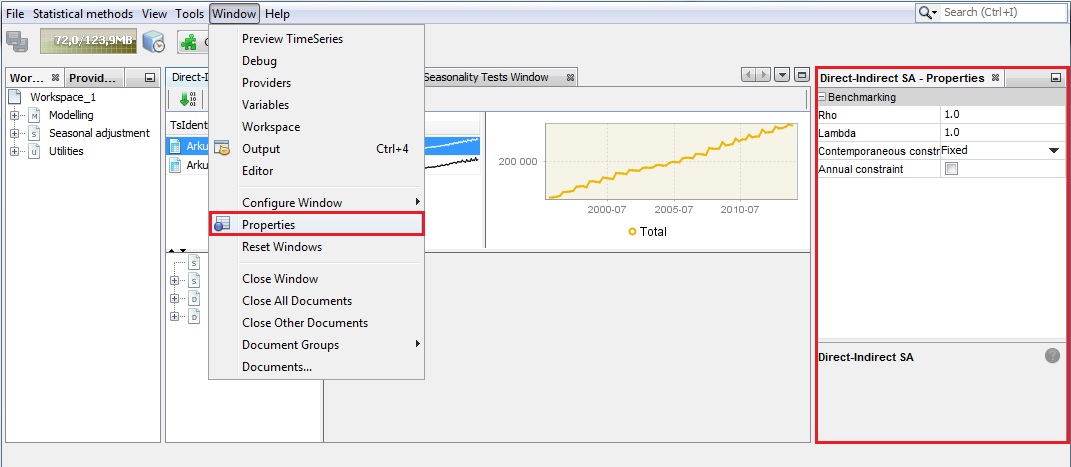 File Statistical methods View Tools Window Help Search (Ctrl+I)
72,0/123,9MB
Wor... Provid...
Workspace_1
Modelling
Seasonal adjustment
Utilities
Direct-I
TsIdenti
Arku
Arku
Preview TimeSeries
Debug
Providers
Variables
Workspace
Output Ctrl+4
Editor
Configure Window
Properties
Reset Windows
Close Window
Close All Documents
Close Other Documents
Document Groups
Documents...
Seasonality Tests Window
200 000
2000-07 2005-07 2010-07
Total
Direct-Indirect SA - Properties
Benchmarking
Rho 1.0
Lambda 1.0
Contemporaneous constr Fixed
Annual constraint
Direct-Indirect SA